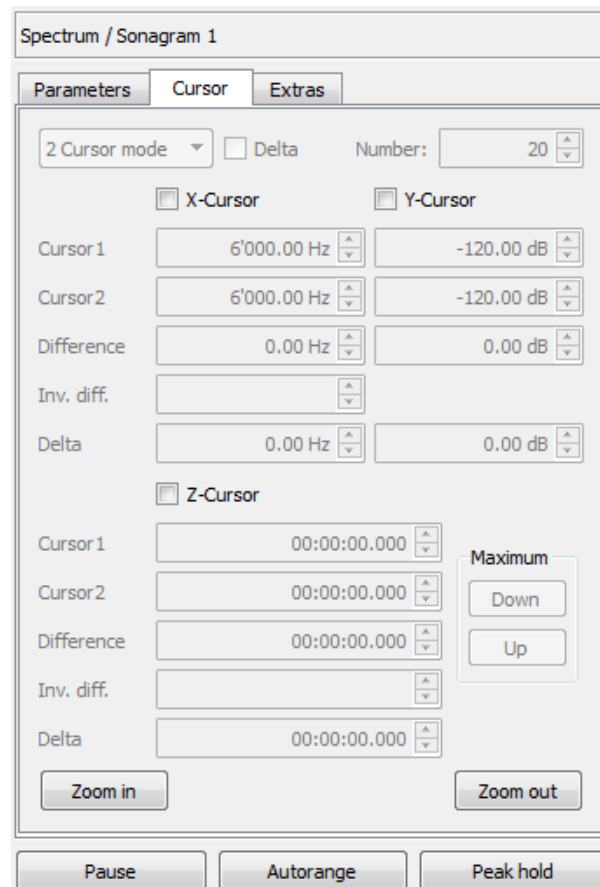 Spectrum / Sonagram 1
Parameters Cursor Extras
2 Cursor mode Delta Number: 20
X-Cursor Y-Cursor
Cursor1 6'000.00 Hz -120.00 dB
Cursor2 6'000.00 Hz -120.00 dB
Difference 0.00 Hz 0.00 dB
Inv. diff.
Delta 0.00 Hz 0.00 dB
Z-Cursor
Cursor1 00:00:00.000
Maximum
Cursor2 00:00:00.000 Down
Difference 00:00:00.000 Up
Inv. diff.
Delta 00:00:00.000
Zoom in Zoom out
Pause Autorange Peak hold